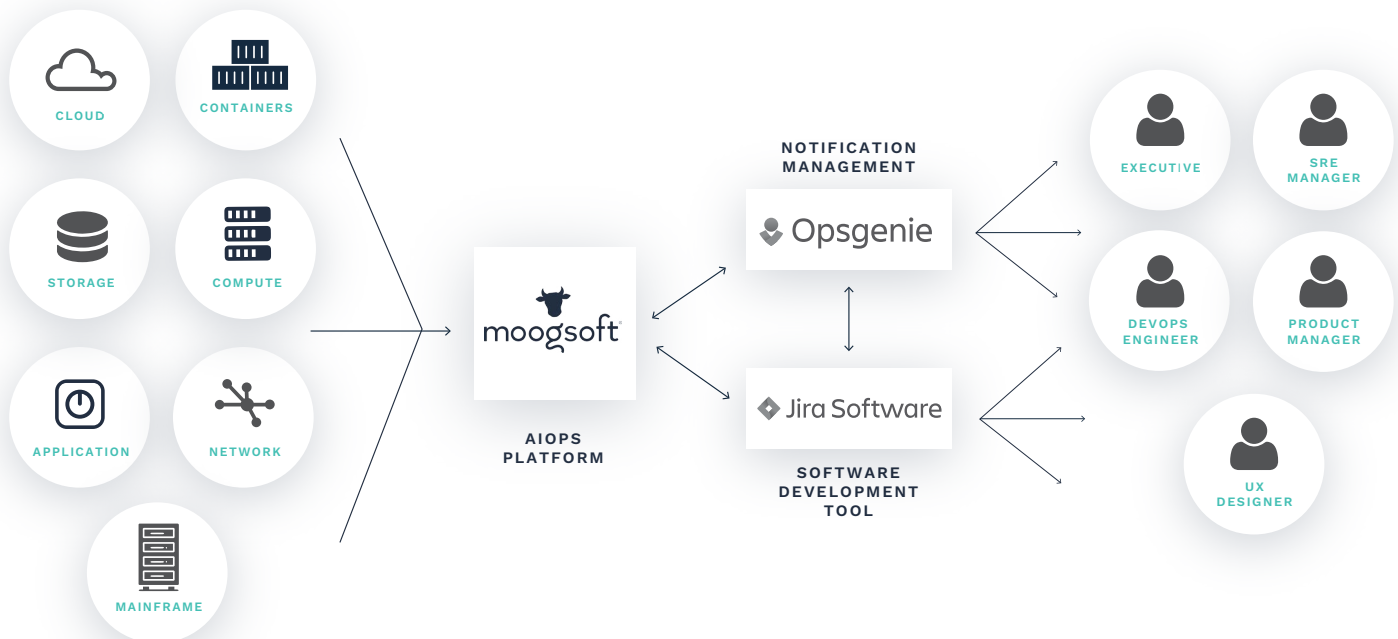 CLOUD
CONTAINERS
STORAGE
COMPUTE
APPLICATION
NETWORK
MAINFRAME
moogsoft
AIOPS
PLATFORM
NOTIFICATION
MANAGEMENT
Opsgenie
Jira Software
SOFTWARE
DEVELOPMENT
TOOL
EXECUTIVE
SRE
MANAGER
DEVOPS
ENGINEER
PRODUCT
MANAGER
UX
DESIGNER